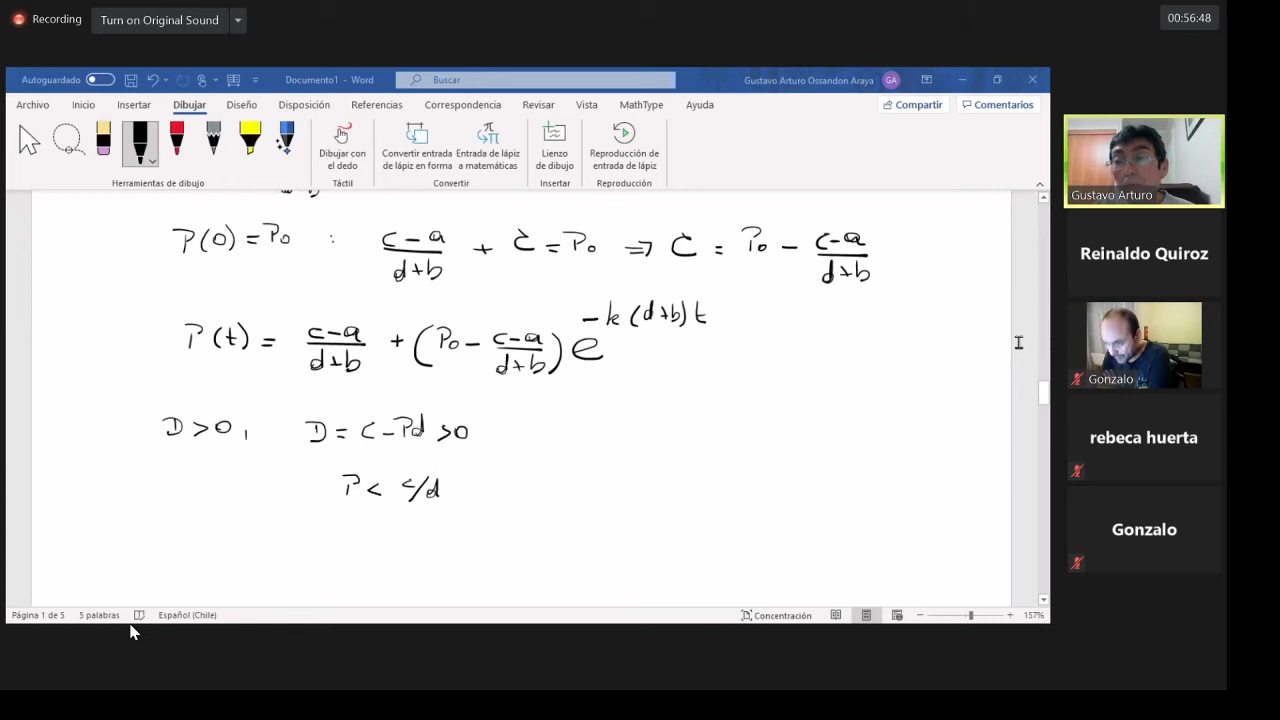 Recording
Turn on Original Sound
00:56:48
Autoguardado
Documento1 - Word
Buscar
Gustavo Arturo Ossandon Araya
GA
Archivo Inicio Insertar Dibujar Diseño Disposición Referencias Correspondencia Revisar Vista MathType Ayuda
Compartir
Comentarios
Dibujar con el dedo
Convertir entrada de lápiz en forma
Entrada de lápiz a matemáticas
Lienzo de dibujo
Reproducción de entrada de lápiz
Herramientas de dibujo Táctil Convertir Insertar Reproducción
P(0) = P₀ : (c-a)/(d+b) + C = P₀ ⇒ C = P₀ - (c-a)/(d+b)
P(t) = (c-a)/(d+b) + (P₀ - (c-a)/(d+b)) e^(-k(d+b)t)
D > 0, D = c - Pd > 0
P < c/d
Página 1 de 5 5 palabras Español (Chile) Concentración 157%
Gustavo Arturo
Reinaldo Quiroz
Gonzalo
rebeca huerta
Gonzalo